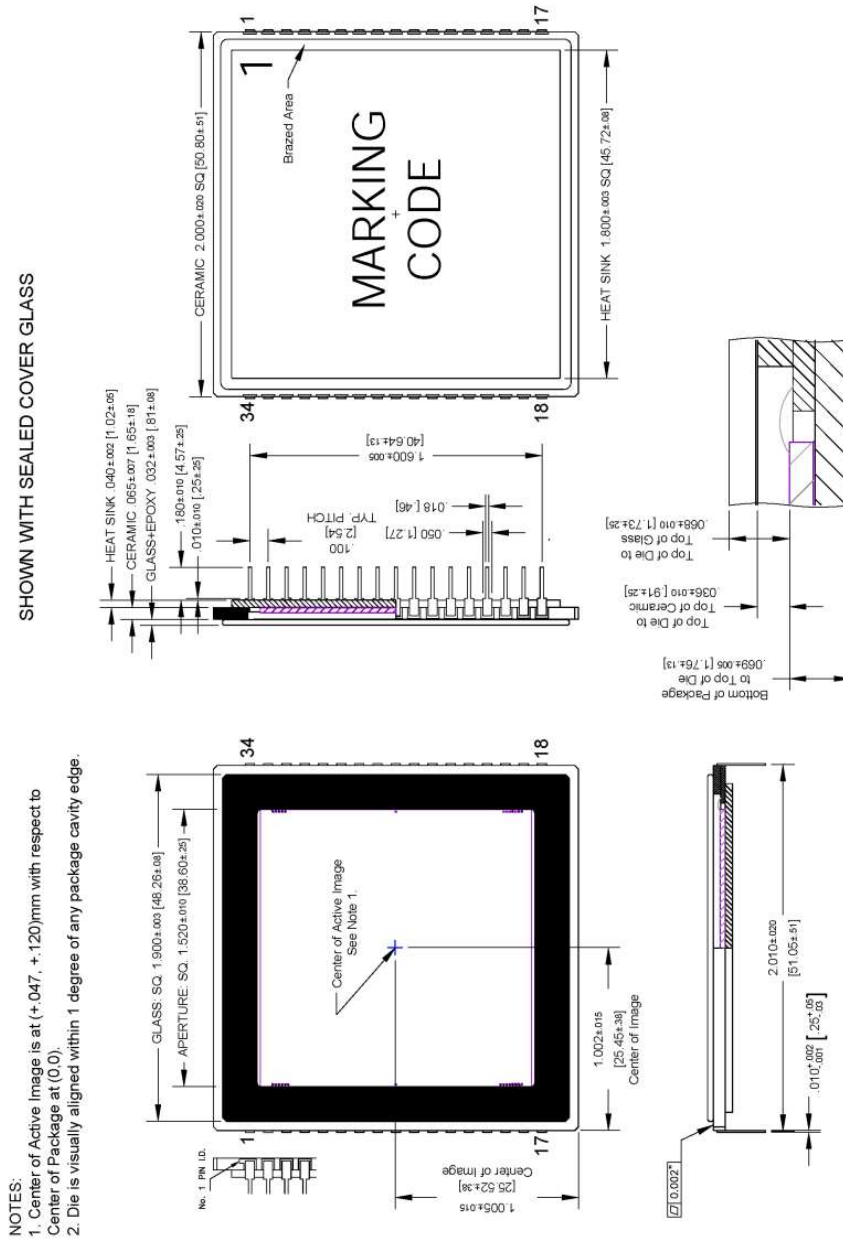 SHOWN WITH SEALED COVER GLASS
NOTES:
1. Center of Active Image is at (+.047, +.120)mm with respect to
Center of Package at (0,0).
2. Die is visually aligned within 1 degree of any package cavity edge.
HEAT SINK .040±.002 [1.02±.05]
CERAMIC .065±.007 [1.65±.18]
GLASS+EPOXY .032±.003 [.81±.08]
.180±.010 [4.57±.25]
.010±.010 [.25±.25]
.100
[2.54]
TYP. PITCH
.050 [1.27]
.018 [.46]
1.600±.005
[40.64±.13]
1
17
34
18
CERAMIC 2.000±.020 SQ [50.80±.51]
1
Brazed Area
MARKING
CODE
HEAT SINK 1.800±.003 SQ [45.72±.08]
GLASS: SQ 1.900±.003 [48.26±.08]
APERTURE: SQ. 1.520±.010 [38.60±.25]
34
18
1
17
Center of Active Image
See Note 1.
No. 1 PIN I.D.
1.002±.015
[25.45±.38]
Center of Image
1.005±.015
[25.52±.38]
Center of Image
Top of Die to
Top of Glass
.068±.010 [1.73±.25]
Top of Die to
Top of Ceramic
.036±.010 [.91±.25]
Bottom of Package
to Top of Die
.069±.005 [1.76±.13]
2.010±.020
[51.05±.51]
.010+.002-.001 [.25+.05-.03]
0.002"